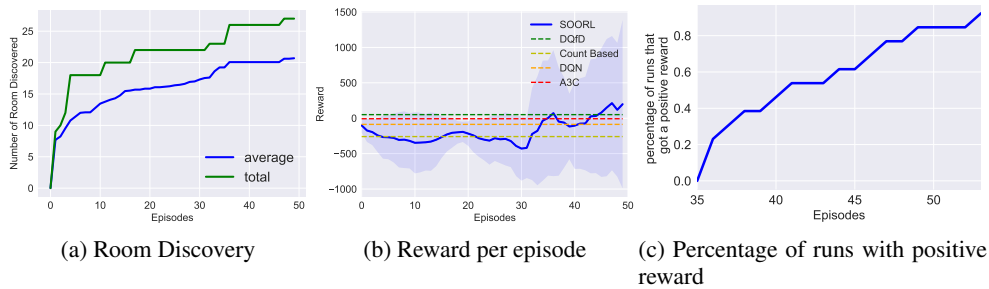 Number of Room Discovered
25
20
15
10
5
0
0
10
20
30
40
50
Episodes
average
total
(a) Room Discovery
Reward
1500
1000
500
0
−500
−1000
0
10
20
30
40
50
Episodes
SOORL
DQfD
Count Based
DQN
A3C
(b) Reward per episode
percentage of runs that
got a positive reward
0.8
0.6
0.4
0.2
0.0
35
40
45
50
Episodes
(c) Percentage of runs with positive
reward